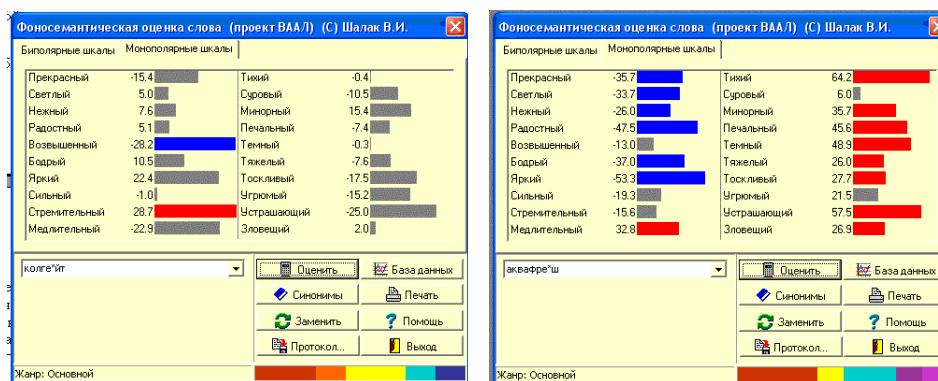 Фоносемантическая оценка слова (проект ВААЛ) (С) Шалак В.И.
Биполярные шкалы Монополярные шкалы
Прекрасный -15.4 Тихий -0.4
Светлый 5.0 Суровый -10.5
Нежный 7.6 Минорный 15.4
Радостный 5.1 Печальный -7.4
Возвышенный -28.2 Темный -0.3
Бодрый 10.5 Тяжелый -7.6
Яркий 22.4 Тоскливый -17.5
Сильный -1.0 Угрюмый -15.2
Стремительный 28.7 Устрашающий -25.0
Медлительный -22.9 Зловещий 2.0
колге"йт
Оценить База данных
Синонимы Печать
Заменить Помощь
Протокол... Выход
Жанр: Основной
Фоносемантическая оценка слова (проект ВААЛ) (С) Шалак В.И.
Биполярные шкалы Монополярные шкалы
Прекрасный -35.7 Тихий 64.2
Светлый -33.7 Суровый 6.0
Нежный -26.0 Минорный 35.7
Радостный -47.5 Печальный 45.6
Возвышенный -13.0 Темный 48.9
Бодрый -37.0 Тяжелый 26.0
Яркий -53.3 Тоскливый 27.7
Сильный -19.3 Угрюмый 21.5
Стремительный -15.6 Устрашающий 57.5
Медлительный 32.8 Зловещий 26.9
аквафре"ш
Оценить База данных
Синонимы Печать
Заменить Помощь
Протокол... Выход
Жанр: Основной